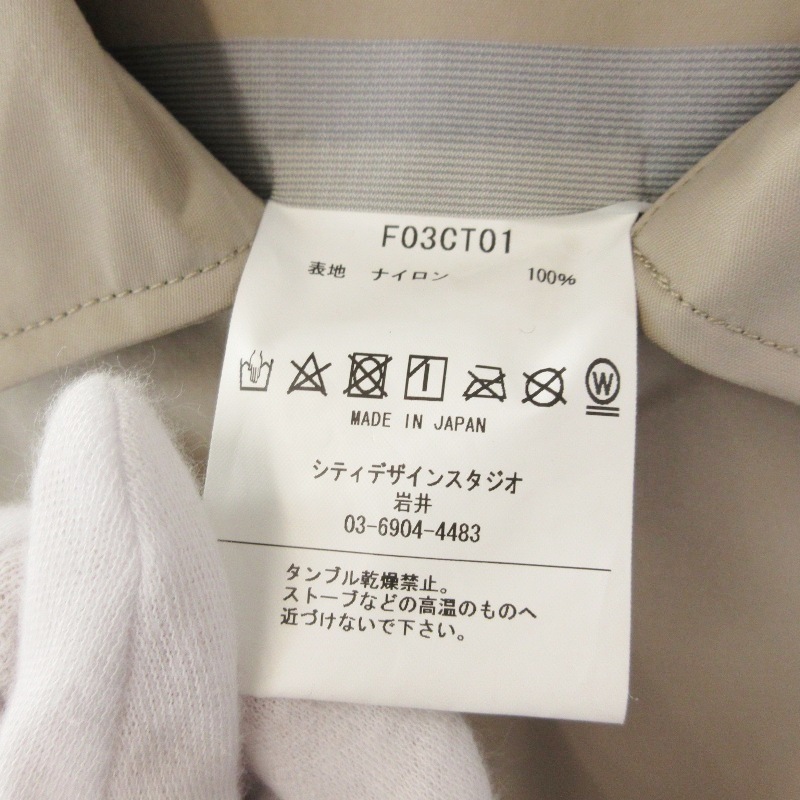 F03CT01
表地 ナイロン 100%
W
MADE IN JAPAN
シティデザインスタジオ
岩井
03-6904-4483
タンブル乾燥禁止。
ストーブなどの高温のものへ
近づけないで下さい。